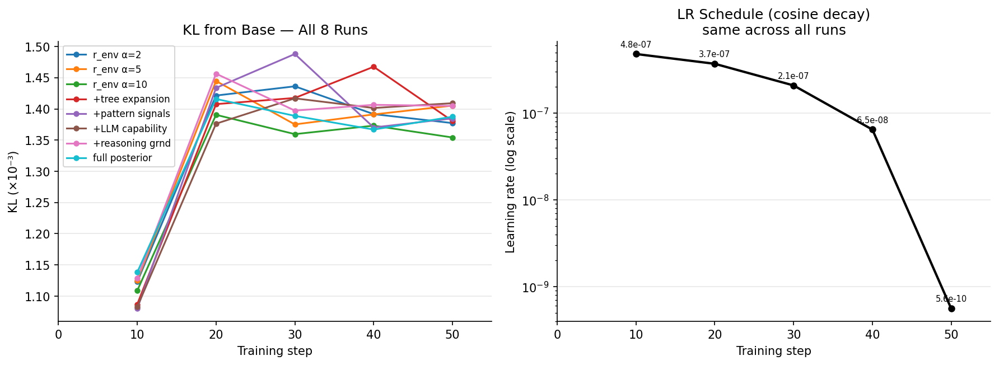 KL from Base — All 8 Runs
KL (×10⁻³)
1.50
1.45
1.40
1.35
1.30
1.25
1.20
1.15
1.10
r_env α=2
r_env α=5
r_env α=10
+tree expansion
+pattern signals
+LLM capability
+reasoning grnd
full posterior
0
10
20
30
40
50
Training step
LR Schedule (cosine decay)
same across all runs
Learning rate (log scale)
10⁻⁷
10⁻⁸
10⁻⁹
4.8e-07
3.7e-07
2.1e-07
6.5e-08
5.6e-10
0
10
20
30
40
50
Training step